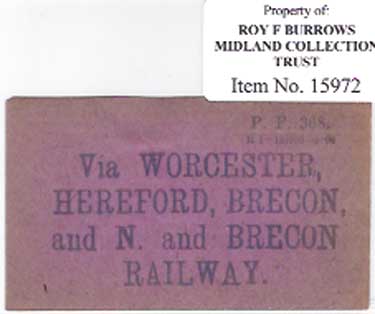 Property of:
ROY F BURROWS
MIDLAND COLLECTION
TRUST
Item No. 15972
P. P. 368.
Via WORCESTER,
HEREFORD, BRECON,
and N. and BRECON
RAILWAY.